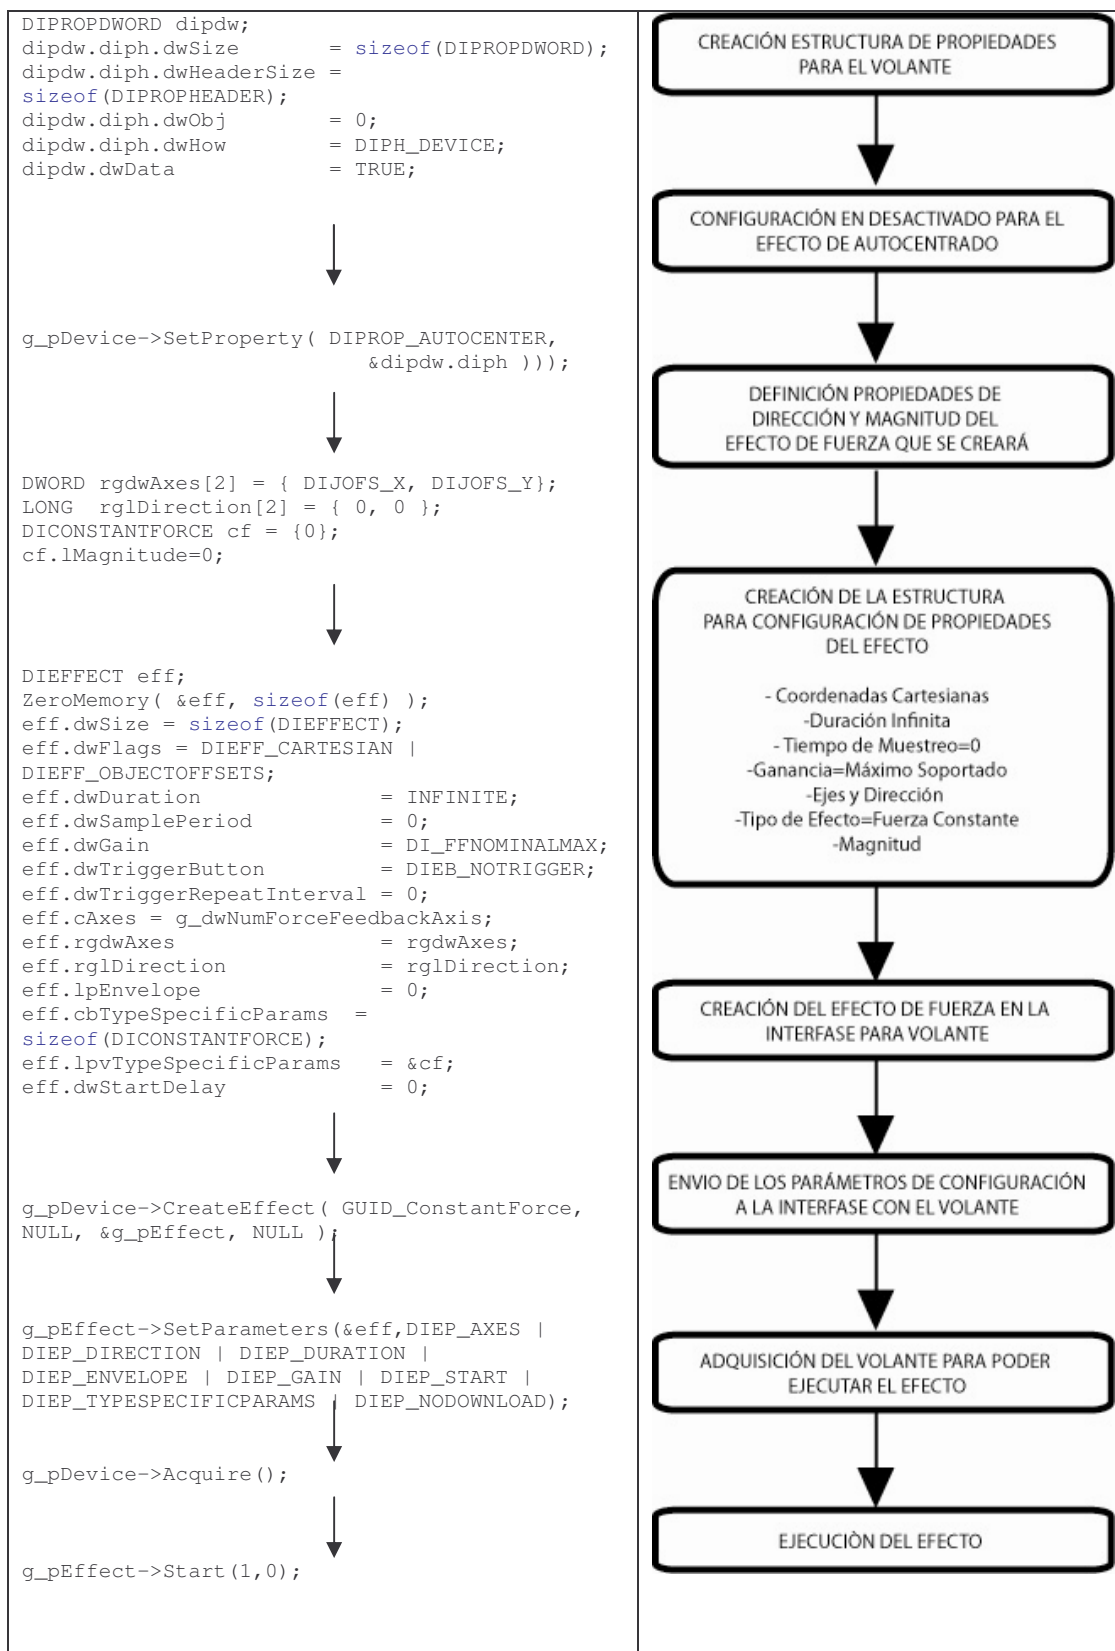 DIPROPDWORD dipdw;
dipdw.diph.dwSize = sizeof(DIPROPDWORD);
dipdw.diph.dwHeaderSize =
sizeof(DIPROPHEADER);
dipdw.diph.dwObj = 0;
dipdw.diph.dwHow = DIPH_DEVICE;
dipdw.dwData = TRUE;
g_pDevice->SetProperty( DIPROP_AUTOCENTER,
&dipdw.diph )));
DWORD rgdwAxes[2] = { DIJOFS_X, DIJOFS_Y};
LONG rglDirection[2] = { 0, 0 };
DICONSTANTFORCE cf = {0};
cf.lMagnitude=0;
DIEFFECT eff;
ZeroMemory( &eff, sizeof(eff) );
eff.dwSize = sizeof(DIEFFECT);
eff.dwFlags = DIEFF_CARTESIAN |
DIEFF_OBJECTOFFSETS;
eff.dwDuration = INFINITE;
eff.dwSamplePeriod = 0;
eff.dwGain = DI_FFNOMINALMAX;
eff.dwTriggerButton = DIEB_NOTRIGGER;
eff.dwTriggerRepeatInterval = 0;
eff.cAxes = g_dwNumForceFeedbackAxis;
eff.rgdwAxes = rgdwAxes;
eff.rglDirection = rglDirection;
eff.lpEnvelope = 0;
eff.cbTypeSpecificParams =
sizeof(DICONSTANTFORCE);
eff.lpvTypeSpecificParams = &cf;
eff.dwStartDelay = 0;
g_pDevice->CreateEffect( GUID_ConstantForce,
NULL, &g_pEffect, NULL );
g_pEffect->SetParameters(&eff,DIEP_AXES |
DIEP_DIRECTION | DIEP_DURATION |
DIEP_ENVELOPE | DIEP_GAIN | DIEP_START |
DIEP_TYPESPECIFICPARAMS | DIEP_NODOWNLOAD);
g_pDevice->Acquire();
g_pEffect->Start(1,0);
CREACIÓN ESTRUCTURA DE PROPIEDADES
PARA EL VOLANTE
CONFIGURACIÓN EN DESACTIVADO PARA EL
EFECTO DE AUTOCENTRADO
DEFINICIÓN PROPIEDADES DE
DIRECCIÓN Y MAGNITUD DEL
EFECTO DE FUERZA QUE SE CREARÁ
CREACIÓN DE LA ESTRUCTURA
PARA CONFIGURACIÓN DE PROPIEDADES
DEL EFECTO
- Coordenadas Cartesianas
-Duración Infinita
- Tiempo de Muestreo=0
-Ganancia=Máximo Soportado
-Ejes y Dirección
-Tipo de Efecto=Fuerza Constante
-Magnitud
CREACIÓN DEL EFECTO DE FUERZA EN LA
INTERFASE PARA VOLANTE
ENVIO DE LOS PARÁMETROS DE CONFIGURACIÓN
A LA INTERFASE CON EL VOLANTE
ADQUISICIÓN DEL VOLANTE PARA PODER
EJECUTAR EL EFECTO
EJECUCIÒN DEL EFECTO